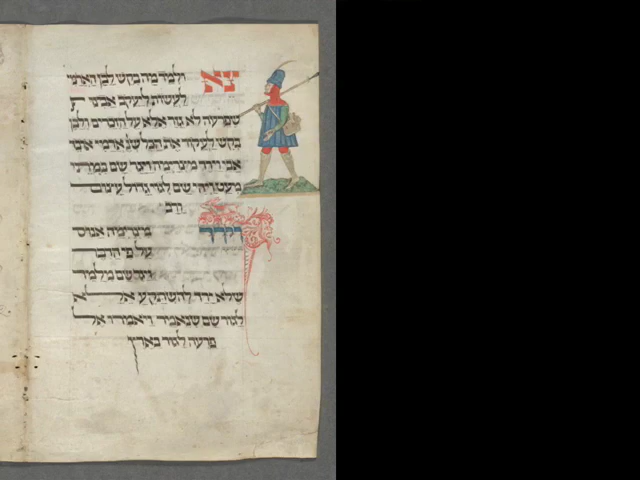 צא ולמד מה בקש לבן הארמי
לעשות ליעקב אבינו
שפרעה לא גזר אלא על הזכרים ולבן
בקש לעקור את הכל שנ' ארמי אובד
אבי וירד מצרימה ויגר שם במתי
מעט ויהי שם לגוי גדול עצום
ורב
וירד מצרימה אנוס
על פי הדבור
ויגר שם מלמד
שלא ירד להשתקע אלא
לגור שם שנאמר ויאמרו אל
פרעה לגור בארץ